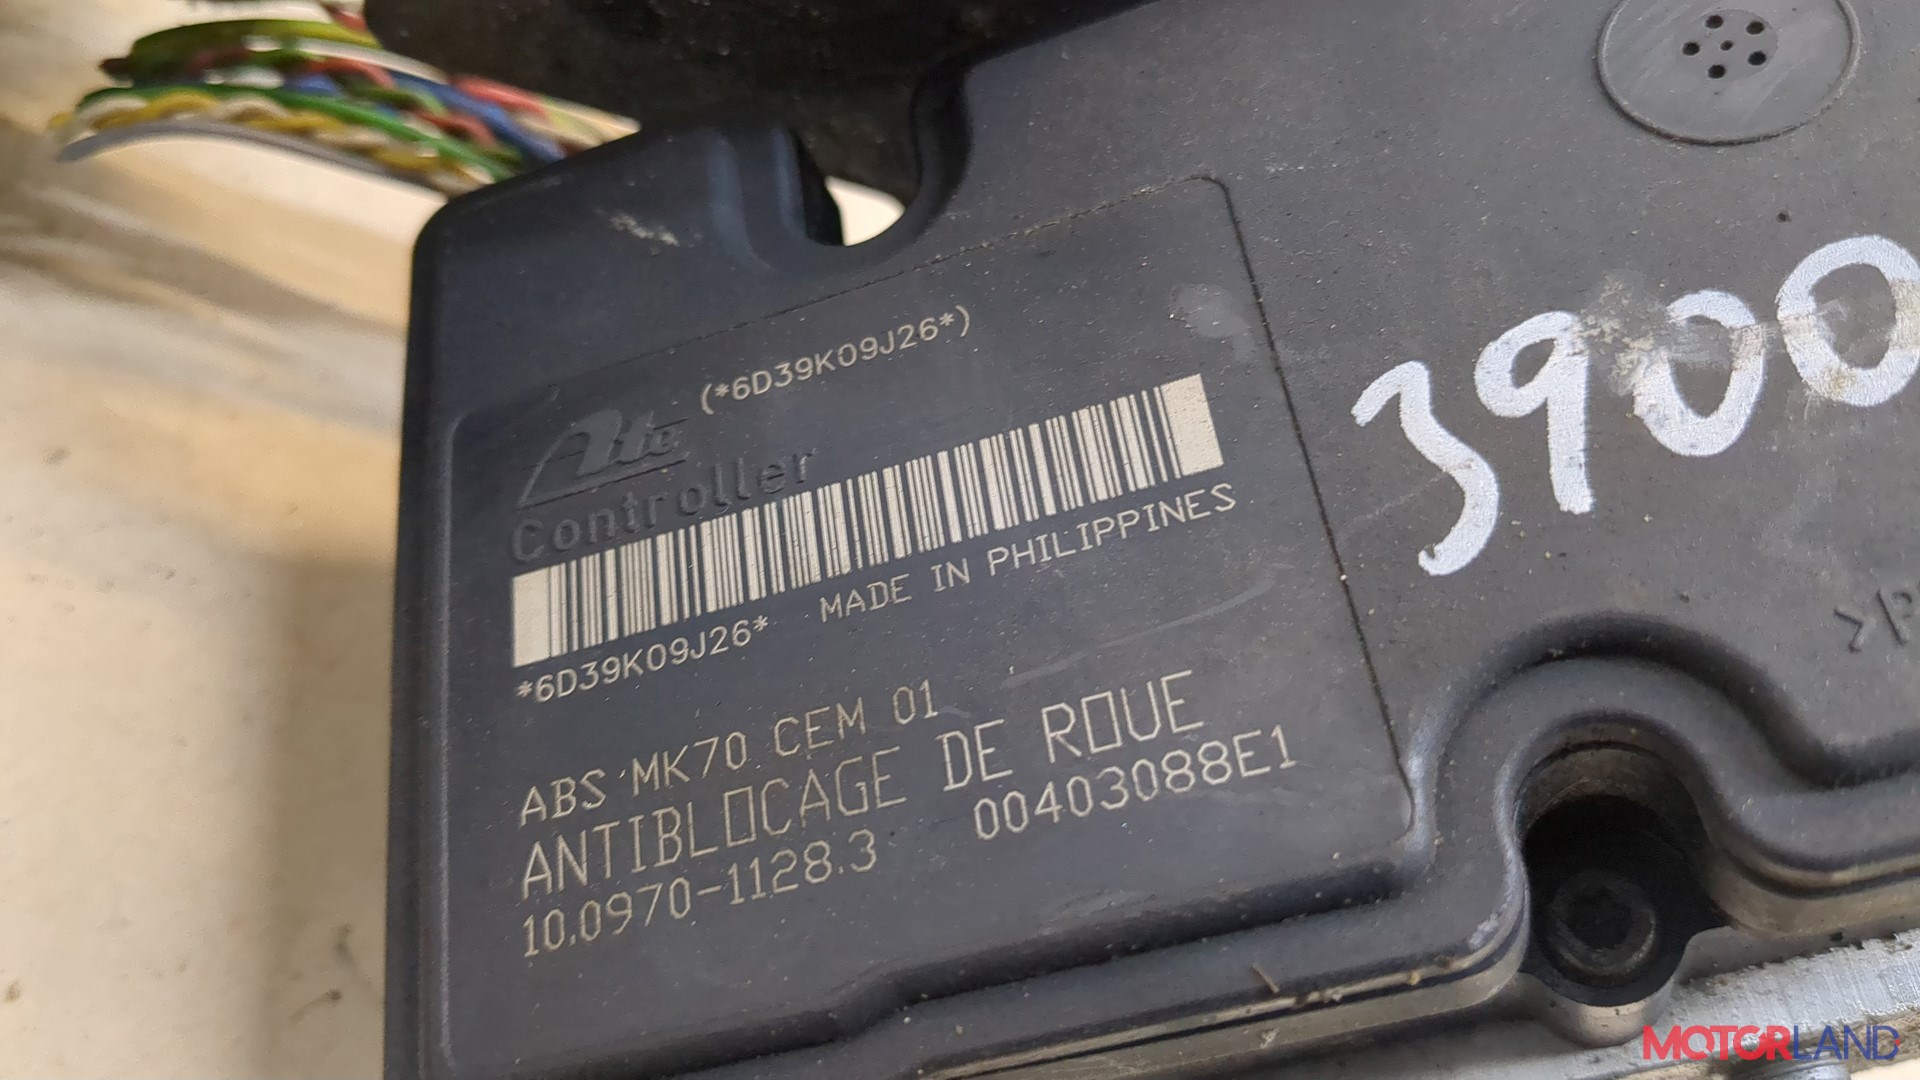 (*6D39K09J26*)
Ate
Controller
*6D39K09J26* MADE IN PHILIPPINES
ABS MK70 CEM 01
ANTIBLOCAGE DE ROUE
10.0970-1128.3 00403088E1
3900
>P
MOTORLAND